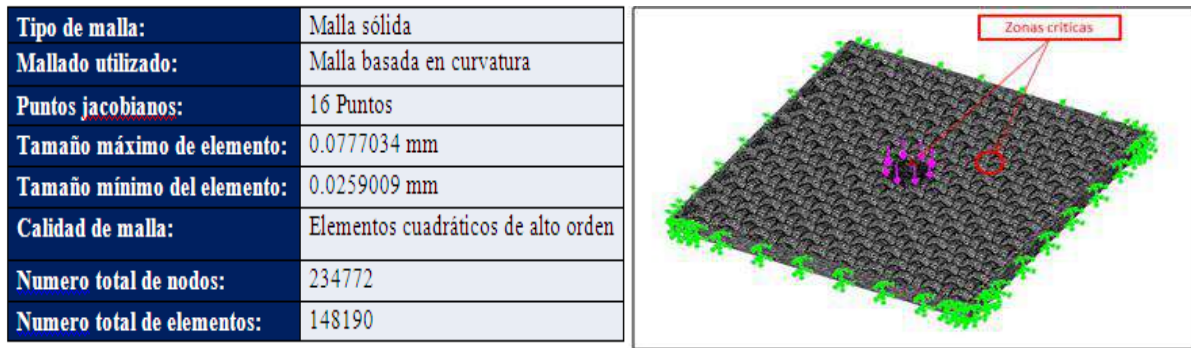 Tipo de malla: Malla sólida
Mallado utilizado: Malla basada en curvatura
Puntos jacobianos: 16 Puntos
Tamaño máximo de elemento: 0.0777034 mm
Tamaño mínimo del elemento: 0.0259009 mm
Calidad de malla: Elementos cuadráticos de alto orden
Numero total de nodos: 234772
Numero total de elementos: 148190
Zonas criticas